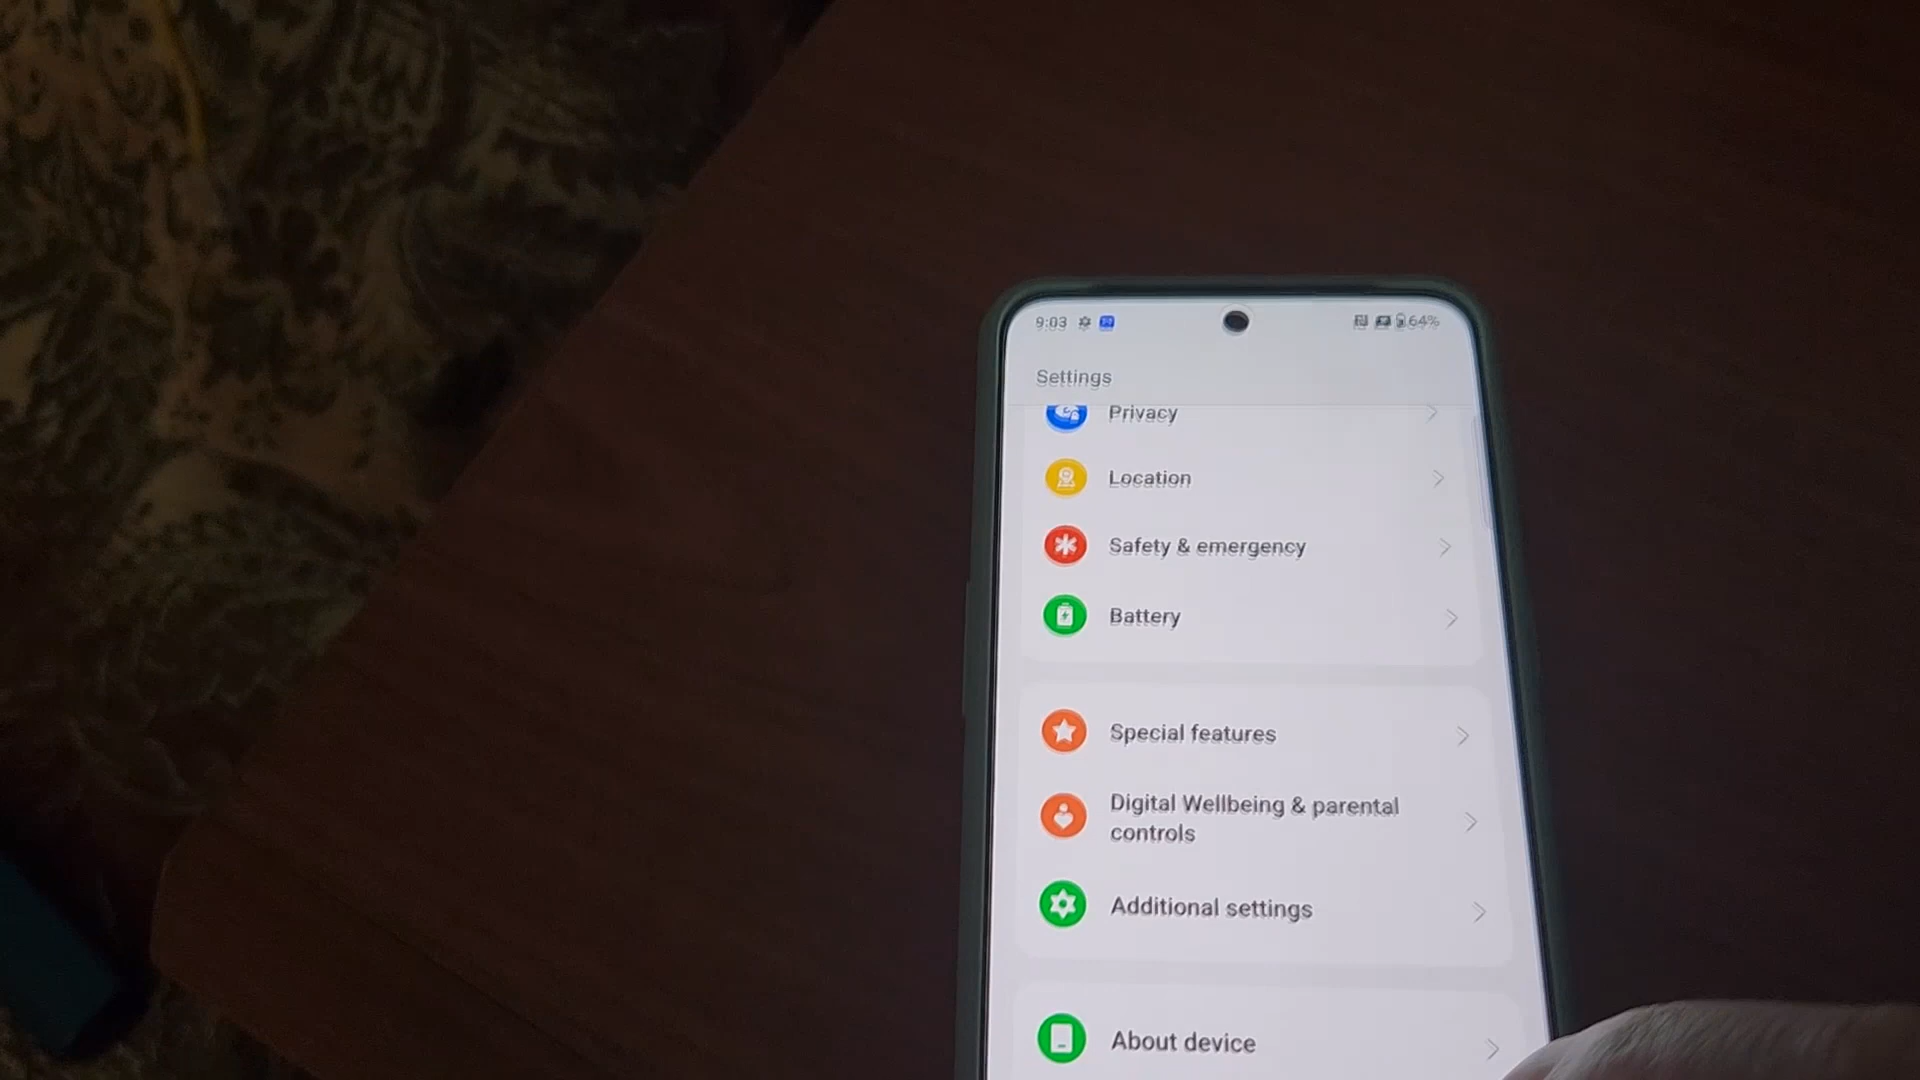 9:03 64%
Settings
Privacy
Location
Safety & emergency
Battery
Special features
Digital Wellbeing & parental
controls
Additional settings
About device